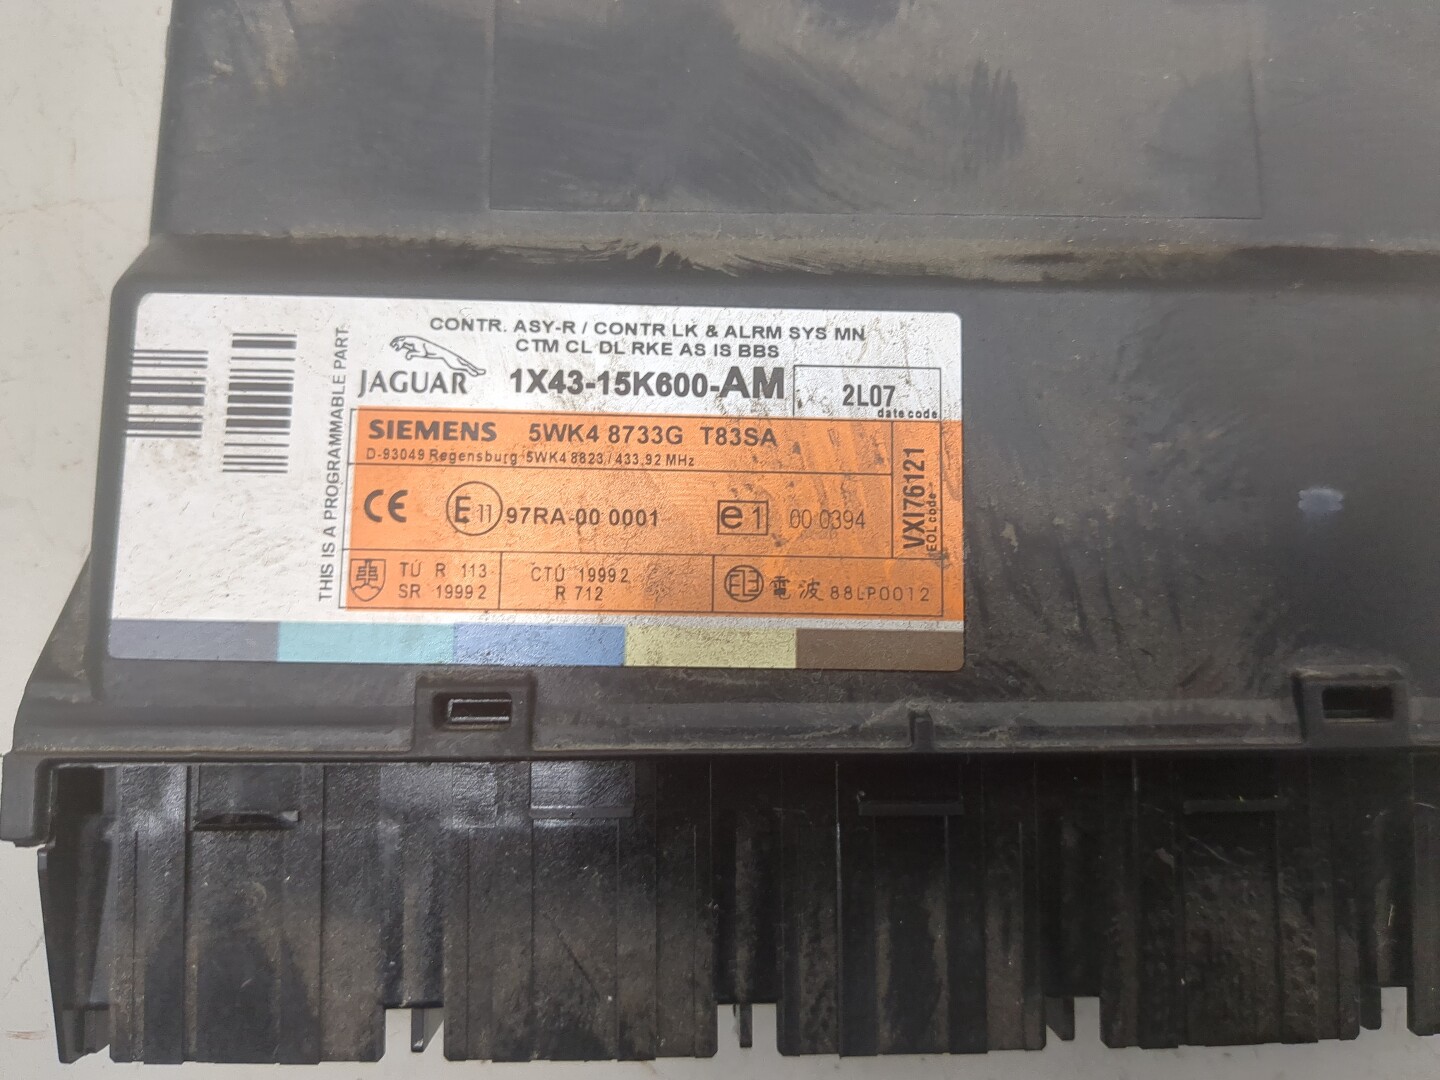 CONTR. ASY-R / CONTR LK & ALRM SYS MN
CTM CL DL RKE AS IS BBS
JAGUAR 1X43-15K600-AM
2L07
date code
THIS IS A PROGRAMMABLE PART
SIEMENS 5WK4 8733G T83SA
D-93049 Regensburg 5WK4 8823 / 433,92 MHz
VXI76121
EOL code
CE E 11 97RA-00 0001 e1 00 0394
TÚ R 113
SR 1999 2
CTÚ 1999 2
R 712
電波 88LP0012